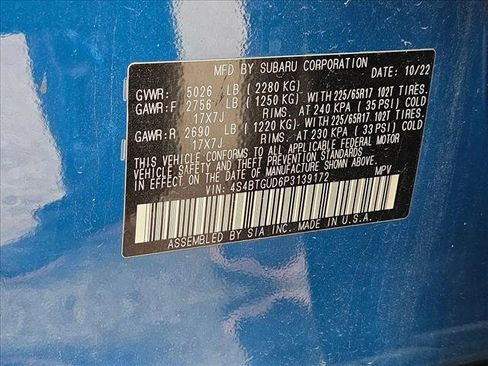 MFD BY SUBARU CORPORATION
DATE: 10/22
GVWR: 5026 LB (2280 KG)
GAWR:F 2756 LB (1250 KG) WITH 225/65R17 102T TIRES.
17X7J RIMS. AT 240 KPA (35 PSI) COLD
GAWR:R 2690 LB (1220 KG) WITH 225/65R17 102T TIRES.
17X7J RIMS. AT 230 KPA (33 PSI) COLD
THIS VEHICLE CONFORMS TO ALL APPLICABLE FEDERAL MOTOR
VEHICLE SAFETY AND THEFT PREVENTION STANDARDS
IN EFFECT ON THE DATE OF MANUFACTURE SHOWN ABOVE.
VIN: 4S4BTGUD6P3139172 MPV
ASSEMBLED BY SIA INC. MADE IN U.S.A.